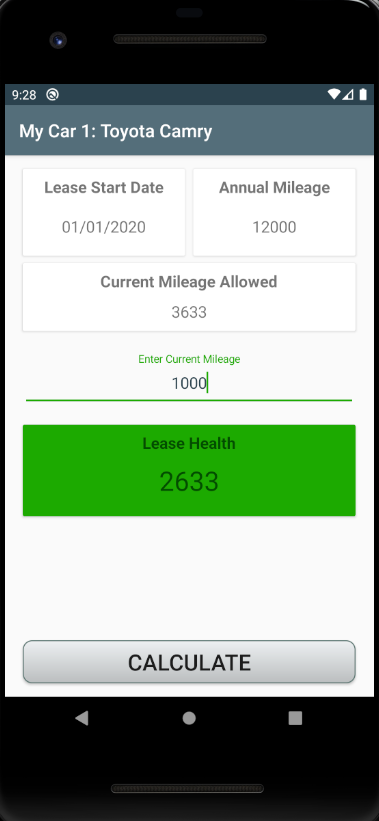 9:28
My Car 1: Toyota Camry
Lease Start Date
Annual Mileage
01/01/2020
12000
Current Mileage Allowed
3633
Enter Current Mileage
1000
Lease Health
2633
CALCULATE